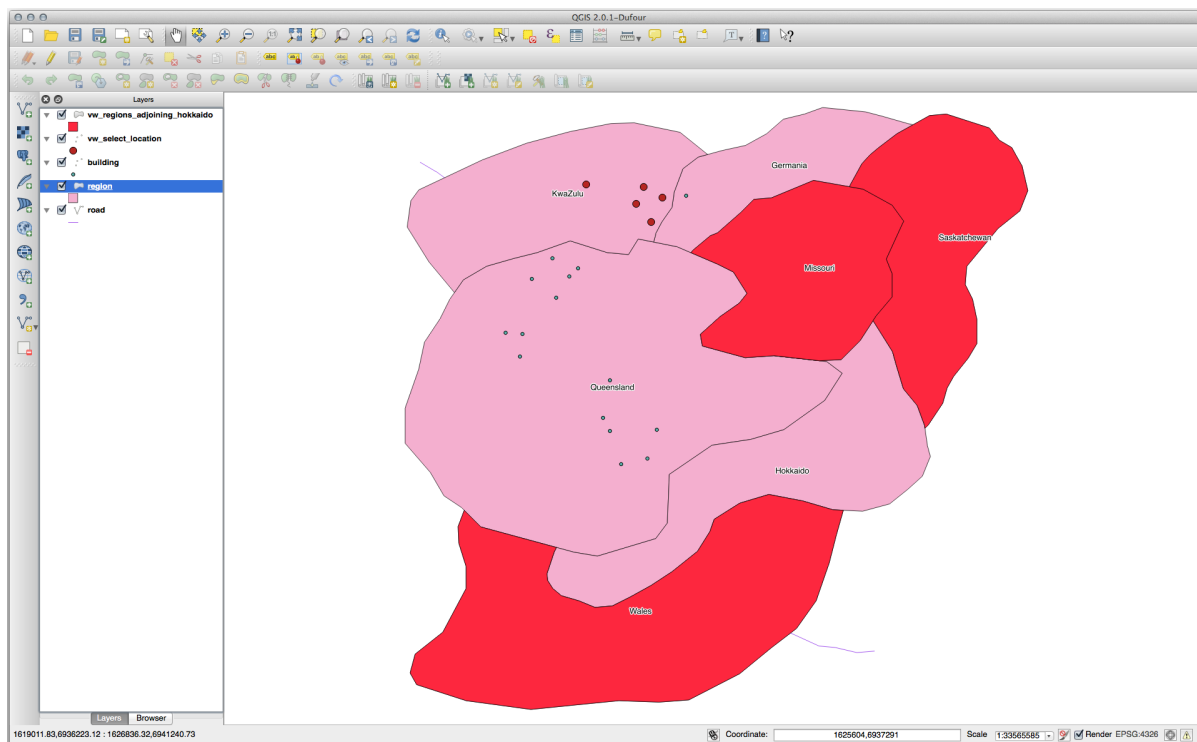 QGIS 2.0.1-Dufour
Layers
vw_regions_adjoining_hokkaido
vw_select_location
building
region
road
Germania
KwaZulu
Saskatchewan
Missouri
Queensland
Hokkaido
Wales
Layers Browser
1619011.83,6936223.12 : 1626836.32,6941240.73 Coordinate: 1625604,6937291 Scale 1:33565585 Render EPSG:4326